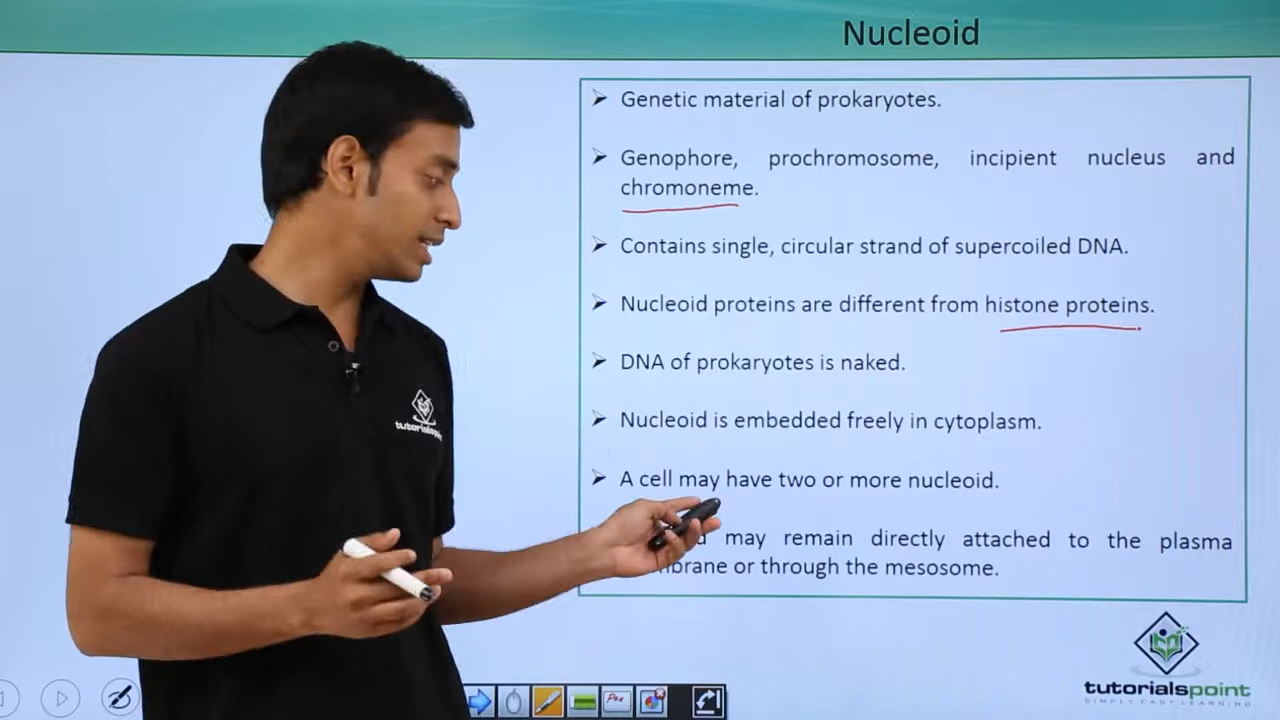 Nucleoid
➢ Genetic material of prokaryotes.
➢ Genophore, prochromosome, incipient nucleus and
chromoneme.
➢ Contains single, circular strand of supercoiled DNA.
➢ Nucleoid proteins are different from histone proteins.
➢ DNA of prokaryotes is naked.
➢ Nucleoid is embedded freely in cytoplasm.
➢ A cell may have two or more nucleoid.
may remain directly attached to the plasma
or through the mesosome.
tutorialspoint
tutorialspoint
SIMPLY EASY LEARNING